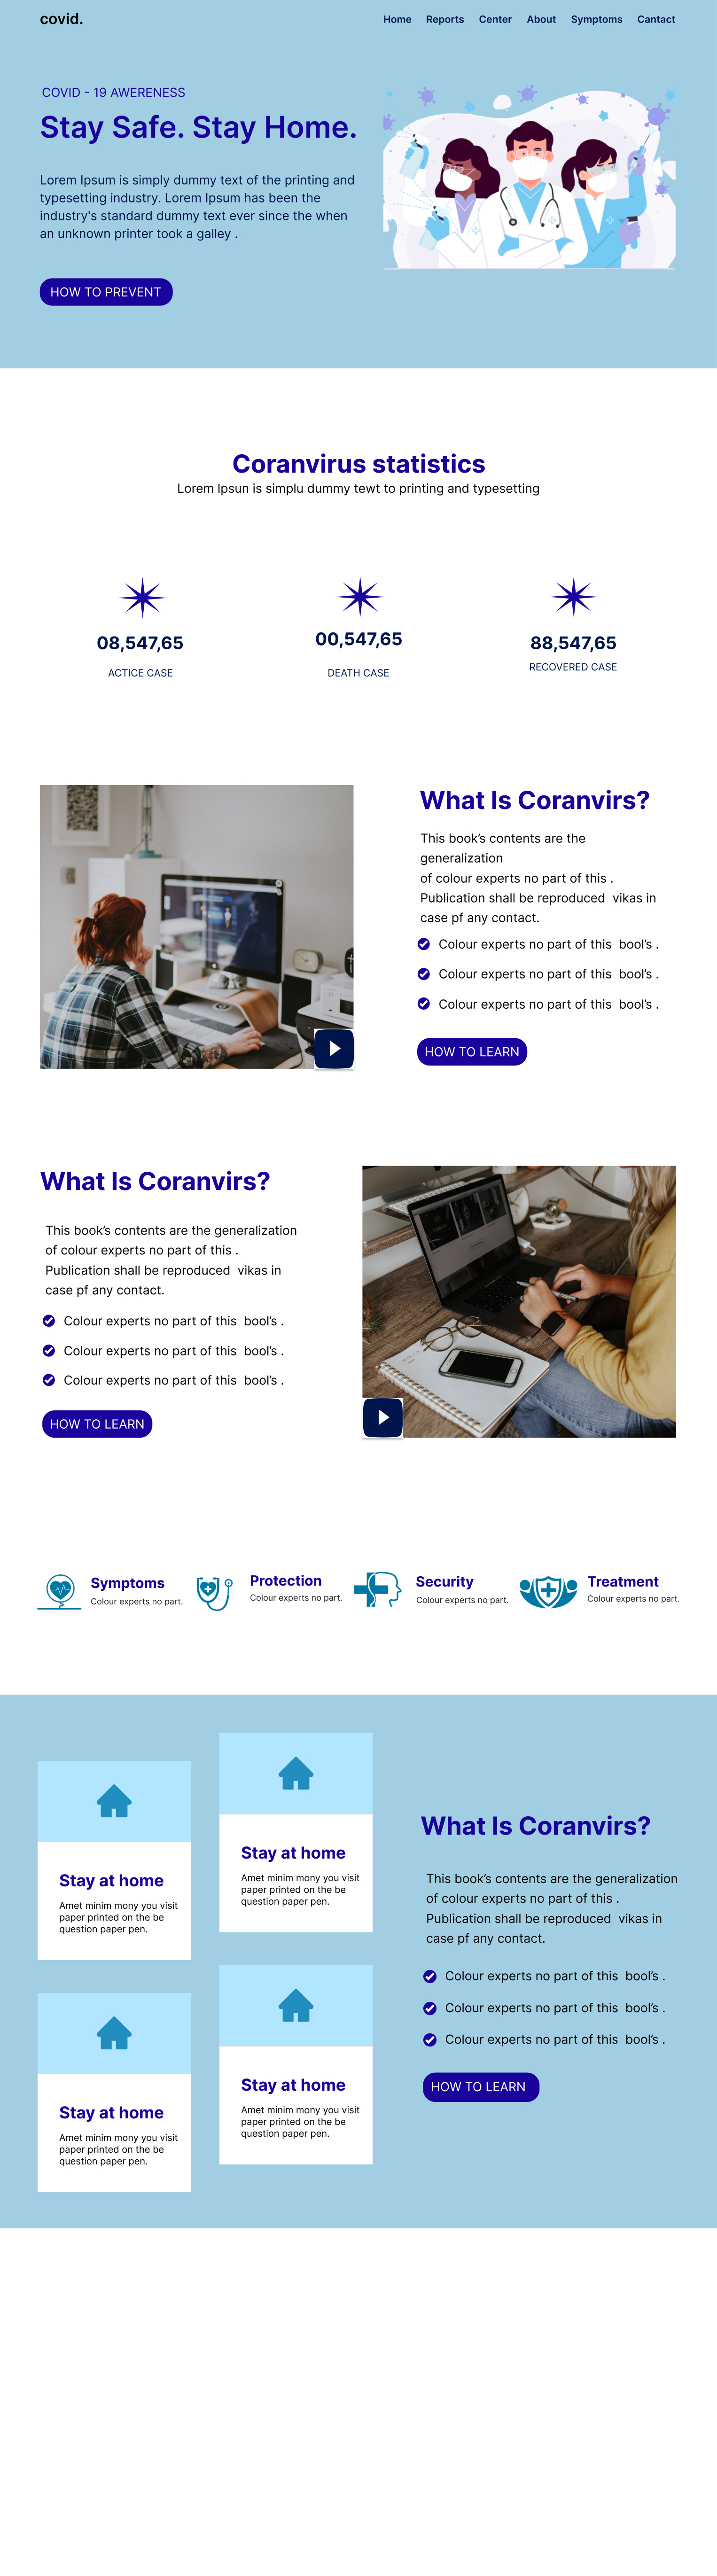 covid.
Home Reports Center About Symptoms Cantact
COVID - 19 AWERENESS
Stay Safe. Stay Home.
Lorem Ipsum is simply dummy text of the printing and
typesetting industry. Lorem Ipsum has been the
industry's standard dummy text ever since the when
an unknown printer took a galley .
HOW TO PREVENT
Coranvirus statistics
Lorem Ipsun is simplu dummy tewt to printing and typesetting
08,547,65
ACTICE CASE
00,547,65
DEATH CASE
88,547,65
RECOVERED CASE
What Is Coranvirs?
This book’s contents are the
generalization
of colour experts no part of this .
Publication shall be reproduced  vikas in
case pf any contact.
Colour experts no part of this  bool’s .
Colour experts no part of this  bool’s .
Colour experts no part of this  bool’s .
HOW TO LEARN
What Is Coranvirs?
This book’s contents are the generalization
of colour experts no part of this .
Publication shall be reproduced  vikas in
case pf any contact.
Colour experts no part of this  bool’s .
Colour experts no part of this  bool’s .
Colour experts no part of this  bool’s .
HOW TO LEARN
Symptoms
Colour experts no part.
Protection
Colour experts no part.
Security
Colour experts no part.
Treatment
Colour experts no part.
Stay at home
Amet minim mony you visit
paper printed on the be
question paper pen.
Stay at home
Amet minim mony you visit
paper printed on the be
question paper pen.
Stay at home
Amet minim mony you visit
paper printed on the be
question paper pen.
Stay at home
Amet minim mony you visit
paper printed on the be
question paper pen.
What Is Coranvirs?
This book’s contents are the generalization
of colour experts no part of this .
Publication shall be reproduced  vikas in
case pf any contact.
Colour experts no part of this  bool’s .
Colour experts no part of this  bool’s .
Colour experts no part of this  bool’s .
HOW TO LEARN